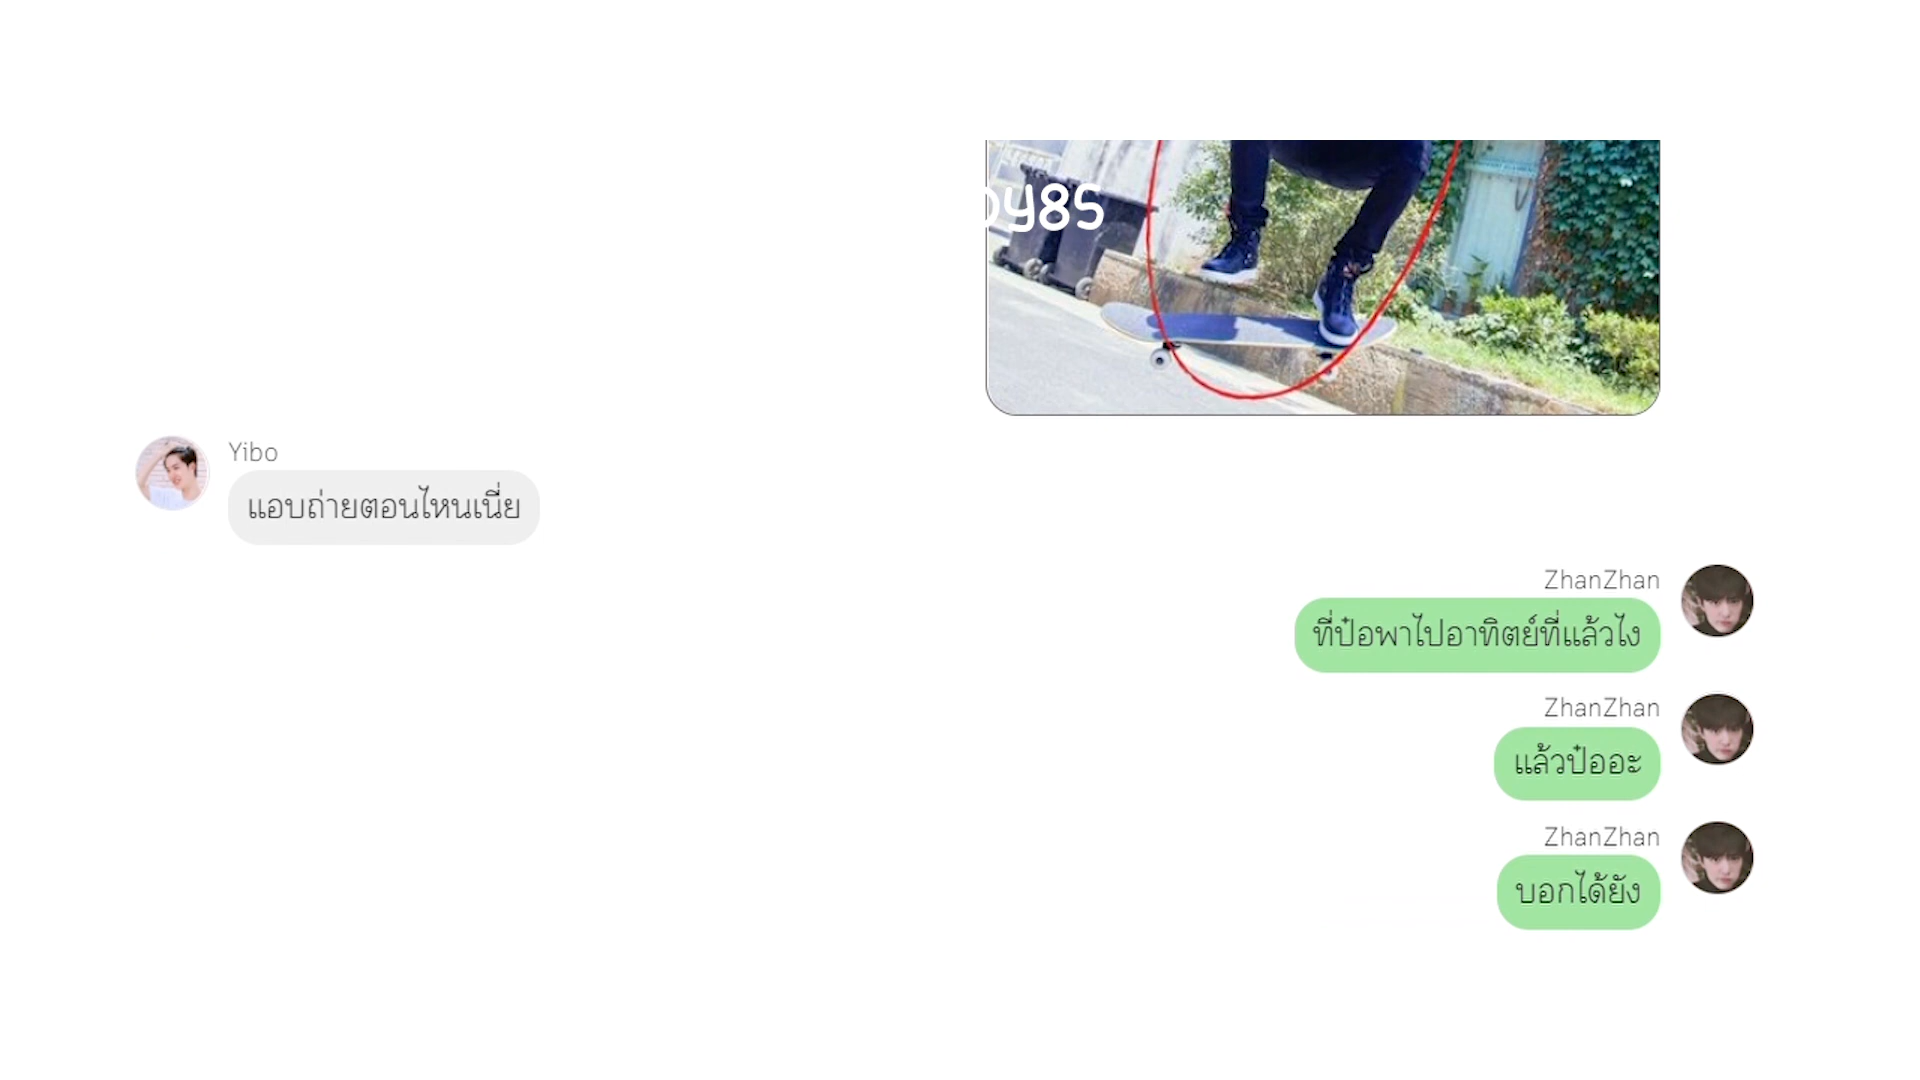 oy85
Yibo
แอบถ่ายตอนไหนเนี่ย
ZhanZhan
ที่ป๋อพาไปอาทิตย์ที่แล้วไง
ZhanZhan
แล้วป๋ออะ
ZhanZhan
บอกได้ยัง